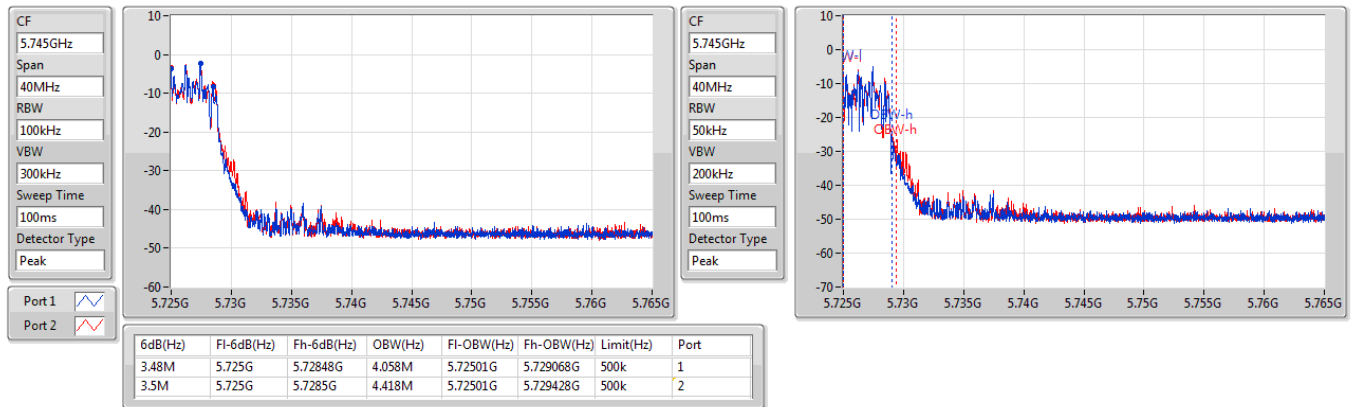 CF
5.745GHz
Span
40MHz
RBW
100kHz
VBW
300kHz
Sweep Time
100ms
Detector Type
Peak
Port 1
Port 2
10
0
-10
-20
-30
-40
-50
-60
5.725G 5.73G 5.735G 5.74G 5.745G 5.75G 5.755G 5.76G 5.765G
CF
5.745GHz
Span
40MHz
RBW
50kHz
VBW
200kHz
Sweep Time
100ms
Detector Type
Peak
10
0
-10
-20
-30
-40
-50
-60
-70
W-l
OBW-h
OBW-h
5.725G 5.73G 5.735G 5.74G 5.745G 5.75G 5.755G 5.76G 5.765G
6dB(Hz) Fl-6dB(Hz) Fh-6dB(Hz) OBW(Hz) Fl-OBW(Hz) Fh-OBW(Hz) Limit(Hz) Port
3.48M 5.725G 5.72848G 4.058M 5.72501G 5.729068G 500k 1
3.5M 5.725G 5.7285G 4.418M 5.72501G 5.729428G 500k 2